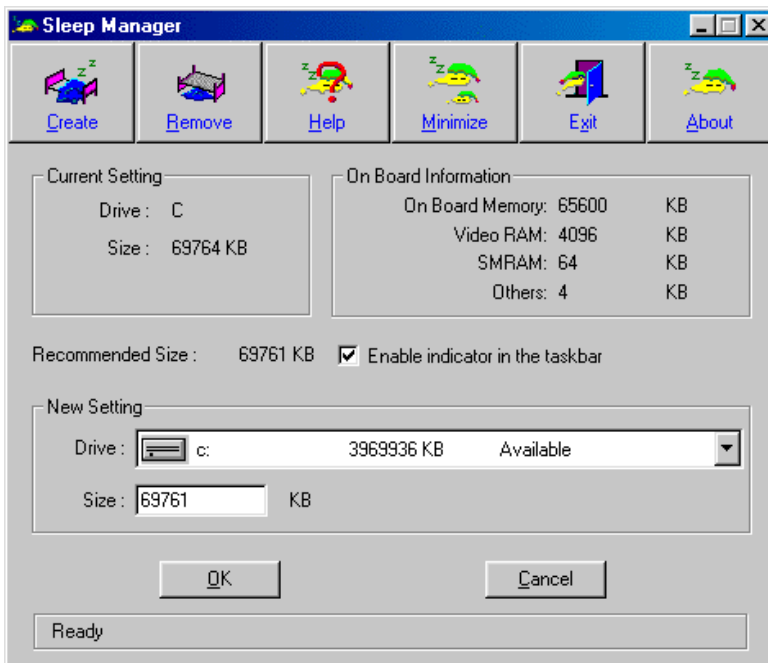 Sleep Manager
Create Remove Help Minimize Exit About
Current Setting
Drive : C
Size : 69764 KB
On Board Information
On Board Memory: 65600 KB
Video RAM: 4096 KB
SMRAM: 64 KB
Others: 4 KB
Recommended Size : 69761 KB Enable indicator in the taskbar
New Setting
Drive : c: 3969936 KB Available
Size : 69761 KB
OK Cancel
Ready